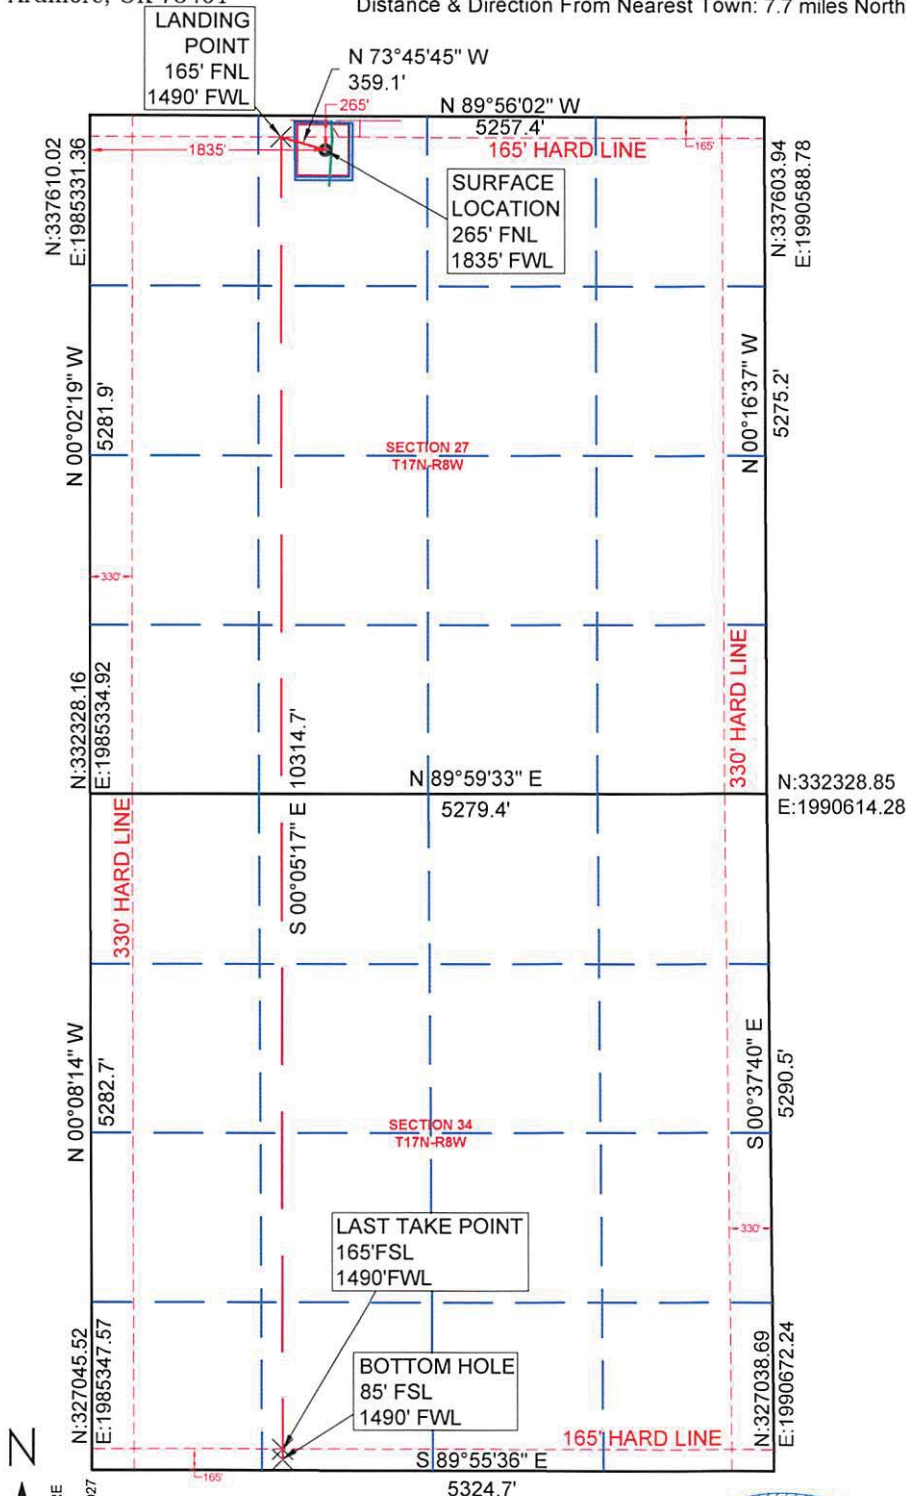 Ardmore, OK 73401
Distance & Direction From Nearest Town: 7.7 miles North
LANDING
POINT
165' FNL
1490' FWL
N 73°45'45" W
359.1'
265'
N 89°56'02" W
5257.4'
1835'
165' HARD LINE
165'
SURFACE
LOCATION
265' FNL
1835' FWL
N:337610.02
E:1985331.36
N:337603.94
E:1990588.78
N 00°02'19" W
5281.9'
N 00°16'37" W
5275.2'
SECTION 27
T17N-R8W
330'
N:332328.16
E:1985334.92
330' HARD LINE
S 00°05'17" E 10314.7'
N 89°59'33" E
5279.4'
N:332328.85
E:1990614.28
330' HARD LINE
N 00°08'14" W
5282.7'
S 00°37'40" E
5290.5'
SECTION 34
T17N-R8W
330'
LAST TAKE POINT
165'FSL
1490'FWL
BOTTOM HOLE
85' FSL
1490' FWL
N:327045.52
E:1985347.57
N:327038.69
E:1990672.24
165' HARD LINE
S 89°55'36" E
5324.7'
165'
N